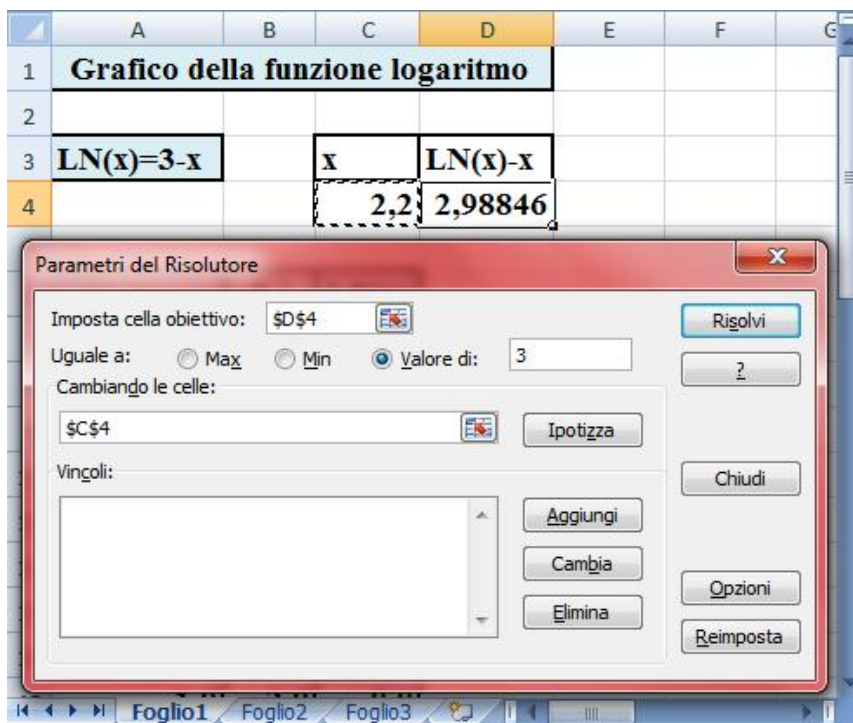 A B C D E F G
1 Grafico della funzione logaritmo
2
3 LN(x)=3-x x LN(x)-x
4 2,2 2,98846
Parametri del Risolutore
Imposta cella obiettivo: $D$4 Risolvi
Uguale a: Max Min Valore di: 3 ?
Cambiando le celle:
$C$4 Ipotizza
Vincoli: Chiudi
Aggiungi
Cambia
Opzioni
Elimina
Reimposta
Foglio1 Foglio2 Foglio3